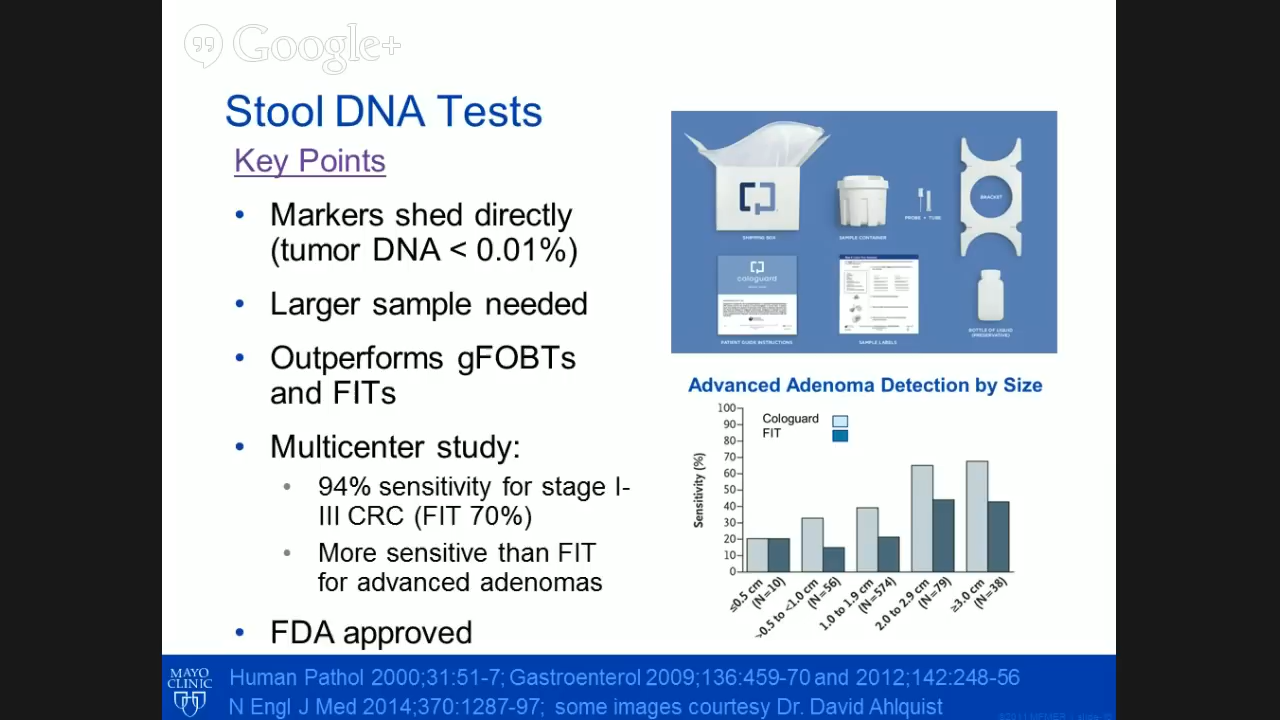 Google+
Stool DNA Tests
Key Points
• Markers shed directly
(tumor DNA < 0.01%)
• Larger sample needed
• Outperforms gFOBTs
and FITs
• Multicenter study:
• 94% sensitivity for stage I-
III CRC (FIT 70%)
• More sensitive than FIT
for advanced adenomas
• FDA approved
SHIPPING BOX
SAMPLE CONTAINER
PROBE + TUBE
BRACKET
cologuard
PATIENT GUIDE INSTRUCTIONS
SAMPLE LABELS
BOTTLE OF LIQUID
(PRESERVATIVE)
Advanced Adenoma Detection by Size
Cologuard
FIT
Sensitivity (%)
100
90
80
70
60
50
40
30
20
10
0
≤0.5 cm
(N=10)
>0.5 to <1.0 cm
(N=56)
1.0 to 1.9 cm
(N=574)
2.0 to 2.9 cm
(N=79)
≥3.0 cm
(N=38)
MAYO
CLINIC
Human Pathol 2000;31:51-7; Gastroenterol 2009;136:459-70 and 2012;142:248-56
N Engl J Med 2014;370:1287-97; some images courtesy Dr. David Ahlquist